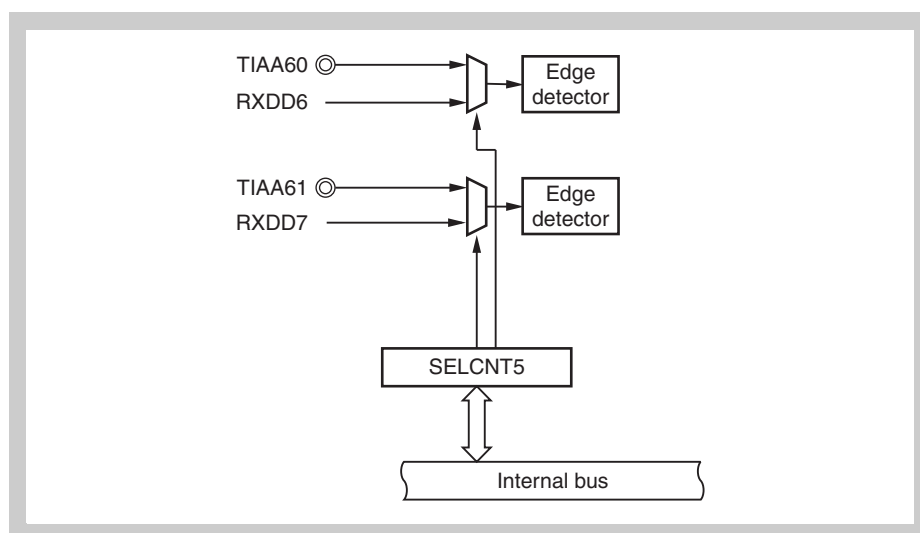 TIAA60
RXDD6
Edge
detector
TIAA61
RXDD7
Edge
detector
SELCNT5
Internal bus